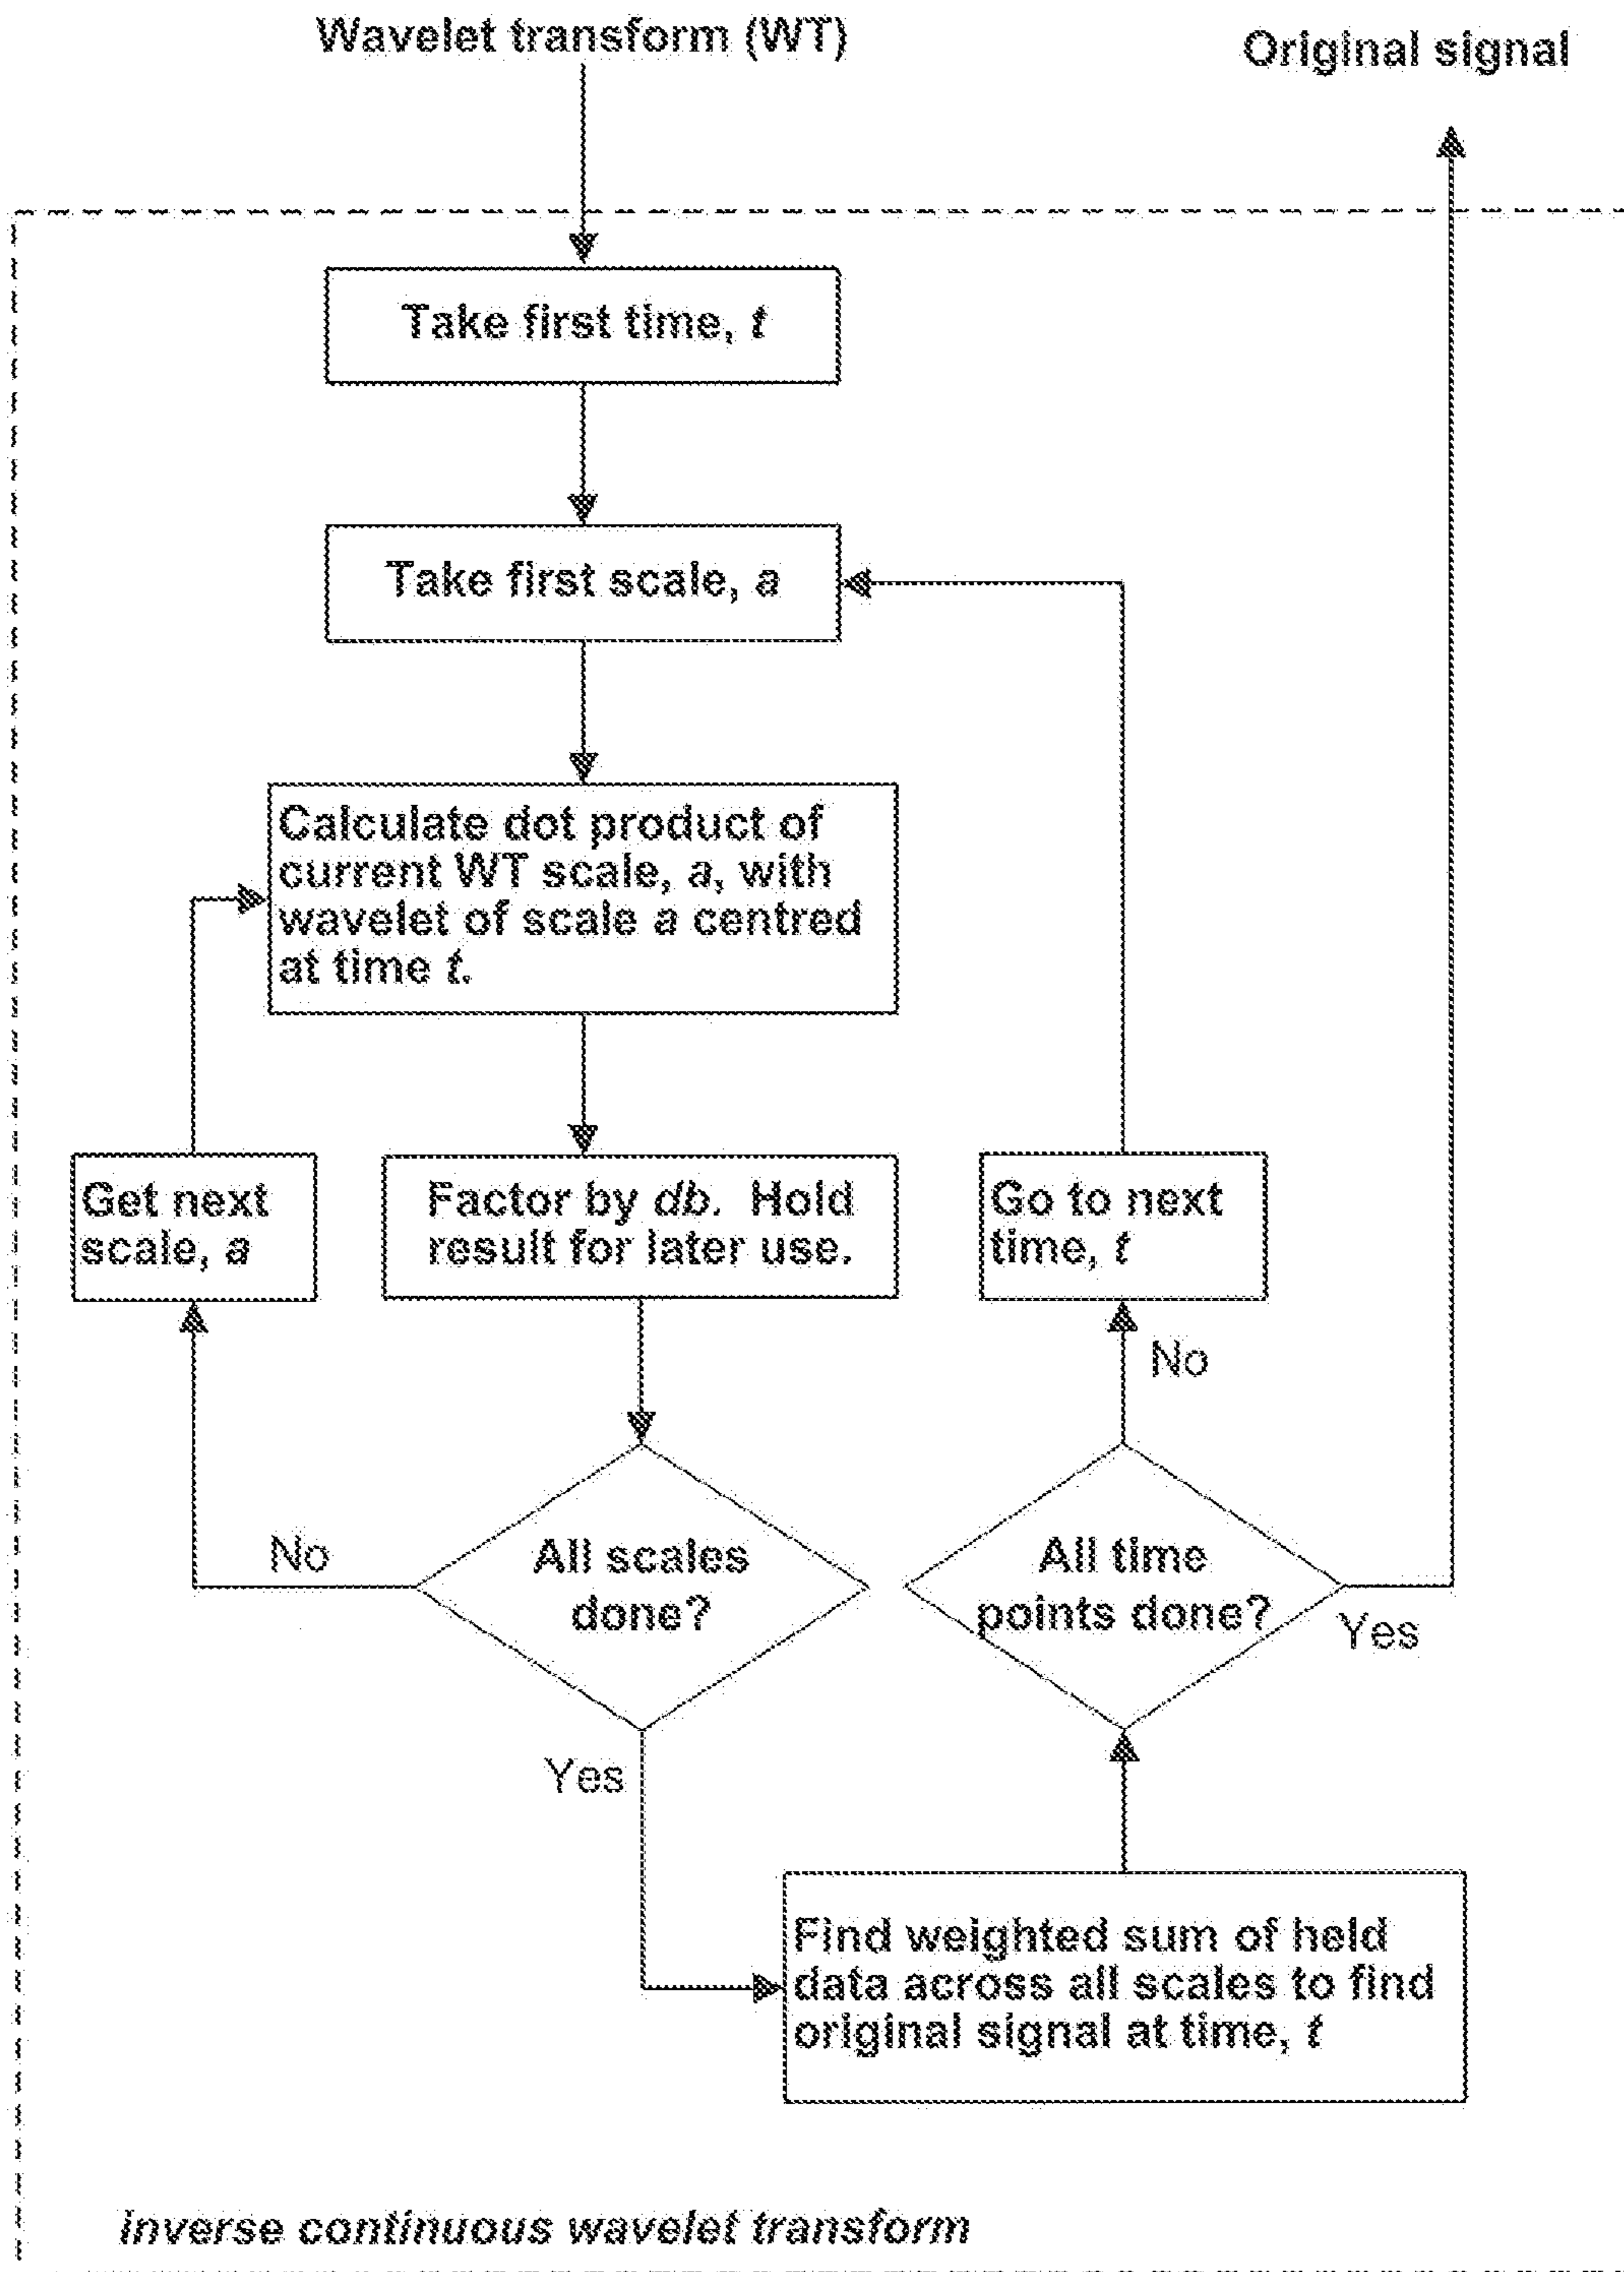 Wavelet transform (WT)
Original signal
Take first time, t
Take first scale, a
Calculate dot product of
current WT scale, a, with
wavelet of scale a centred
at time t.
Get next
scale, a
Factor by db. Hold
result for later use.
Go to next
time, t
No
No
All scales
done?
All time
points done?
Yes
Yes
Find weighted sum of held
data across all scales to find
original signal at time, t
Inverse continuous wavelet transform